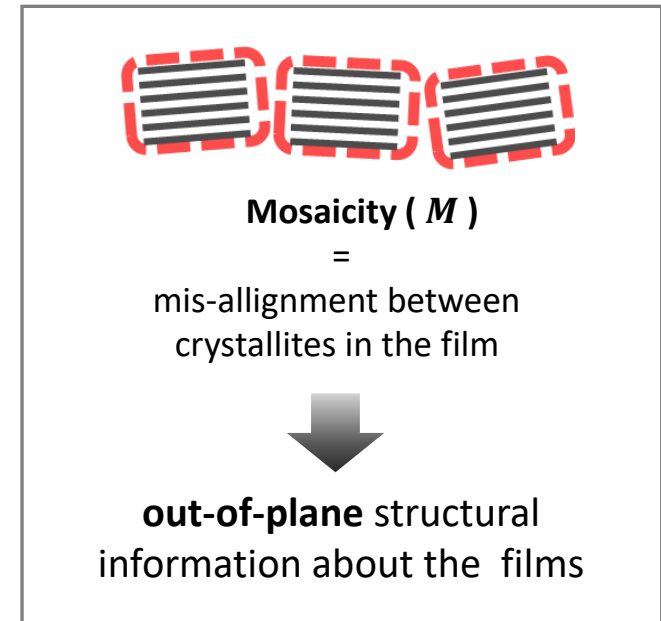 Mosaicity ( M )
=
mis-allignment between
crystallites in the film
out-of-plane structural
information about the films